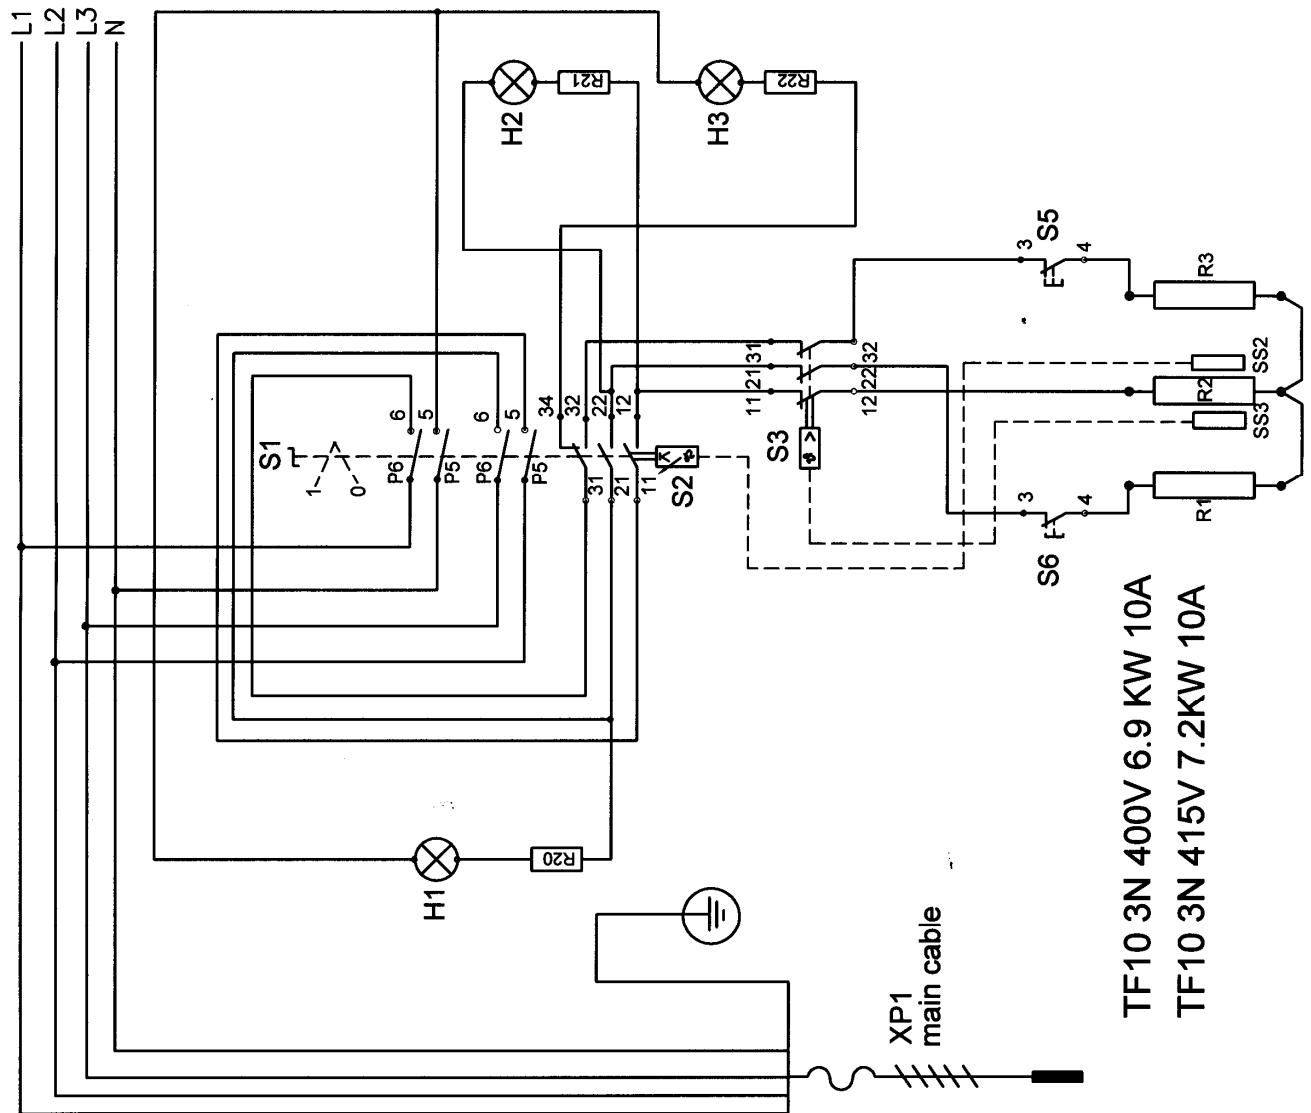 L1
L2
L3
N
H2
R21
H3
R22
S1
1
0
P6
6
P5
5
P6
6
P5
5
34
32
22
12
31
21
11
S2
11
21
31
S3
12
22
32
3
S5
4
3
S6
4
R3
SS2
R2
SS3
R1
H1
R20
XP1
main cable
TF10 3N 400V 6.9 KW 10A
TF10 3N 415V 7.2KW 10A